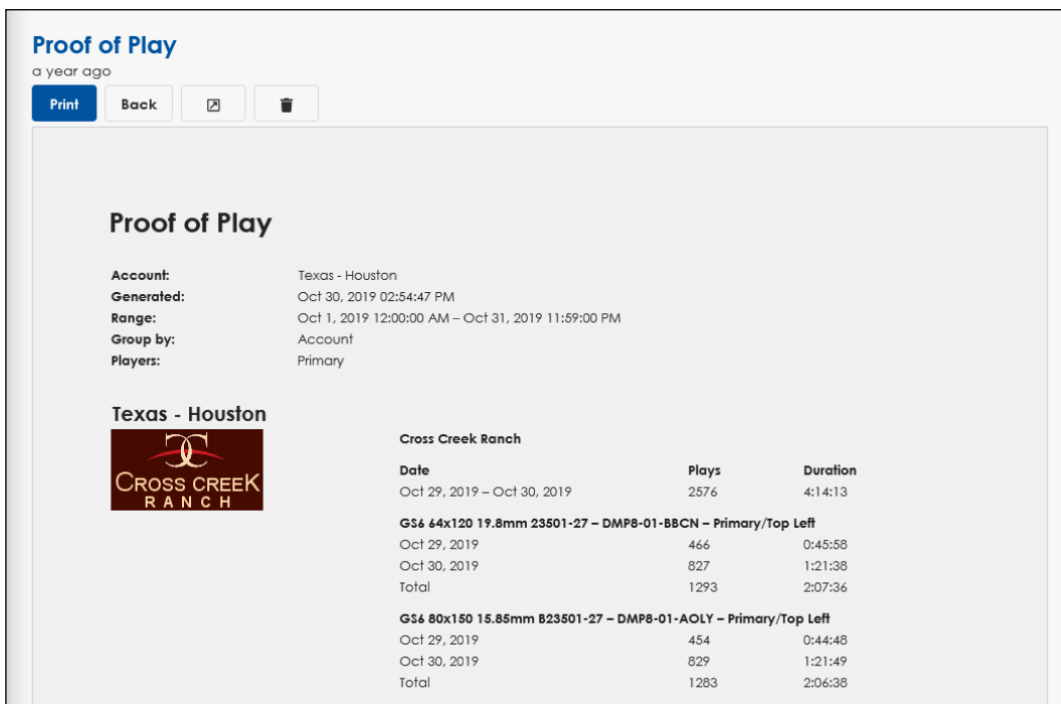 Proof of Play
a year ago
Print Back
Proof of Play
Account: Texas - Houston
Generated: Oct 30, 2019 02:54:47 PM
Range: Oct 1, 2019 12:00:00 AM – Oct 31, 2019 11:59:00 PM
Group by: Account
Players: Primary
Texas - Houston
CROSS CREEK
RANCH
Cross Creek Ranch
Date Plays Duration
Oct 29, 2019 – Oct 30, 2019 2576 4:14:13
GS6 64x120 19.8mm 23501-27 – DMP8-01-BBCN – Primary/Top Left
Oct 29, 2019 466 0:45:58
Oct 30, 2019 827 1:21:38
Total 1293 2:07:36
GS6 80x150 15.85mm B23501-27 – DMP8-01-AOLY – Primary/Top Left
Oct 29, 2019 454 0:44:48
Oct 30, 2019 829 1:21:49
Total 1283 2:06:38